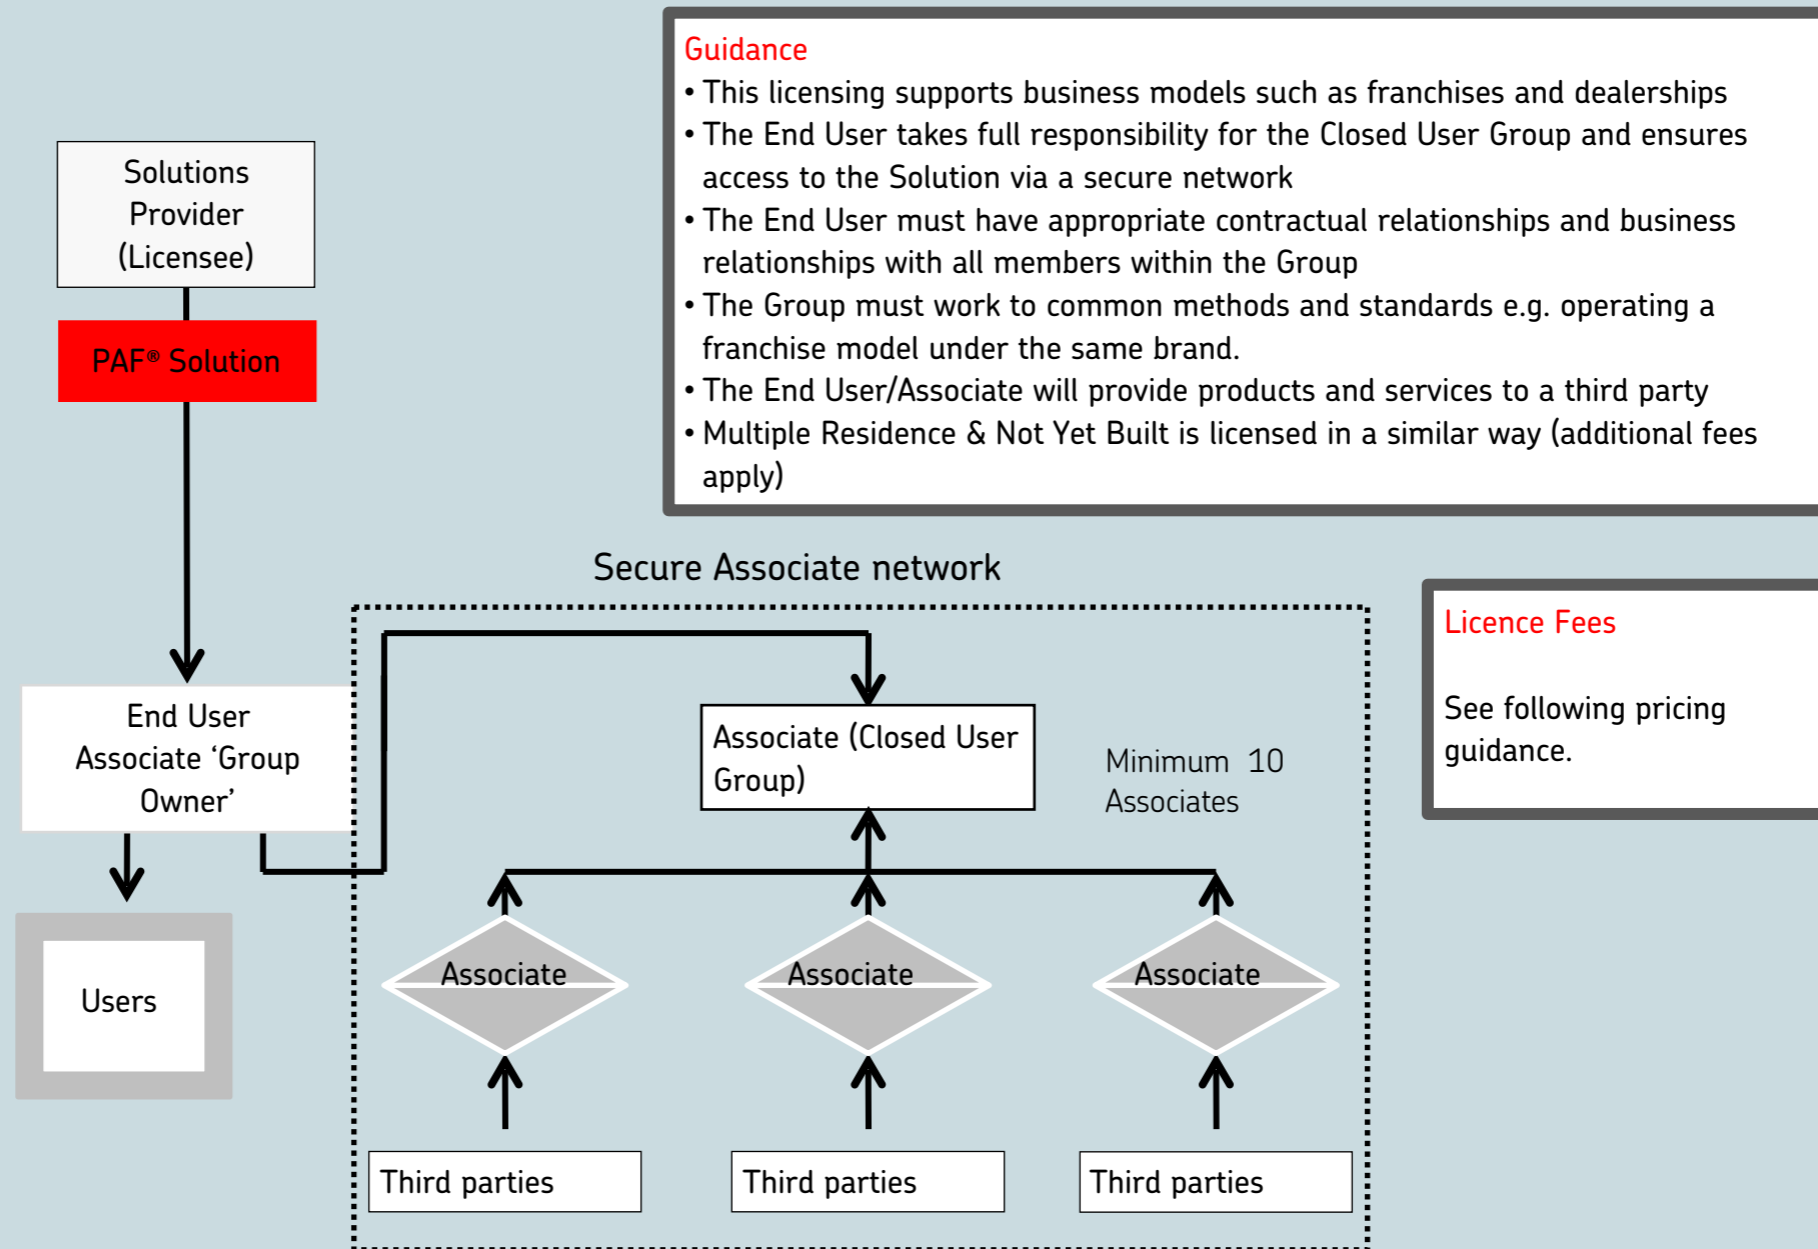 Guidance
• This licensing supports business models such as franchises and dealerships
• The End User takes full responsibility for the Closed User Group and ensures
access to the Solution via a secure network
• The End User must have appropriate contractual relationships and business
relationships with all members within the Group
• The Group must work to common methods and standards e.g. operating a
franchise model under the same brand.
• The End User/Associate will provide products and services to a third party
• Multiple Residence & Not Yet Built is licensed in a similar way (additional fees
apply)
Solutions
Provider
(Licensee)
PAF® Solution
Secure Associate network
Licence Fees
See following pricing
guidance.
End User
Associate ‘Group
Owner’
Associate (Closed User
Group)
Minimum 10
Associates
Users
Associate
Associate
Associate
Third parties
Third parties
Third parties